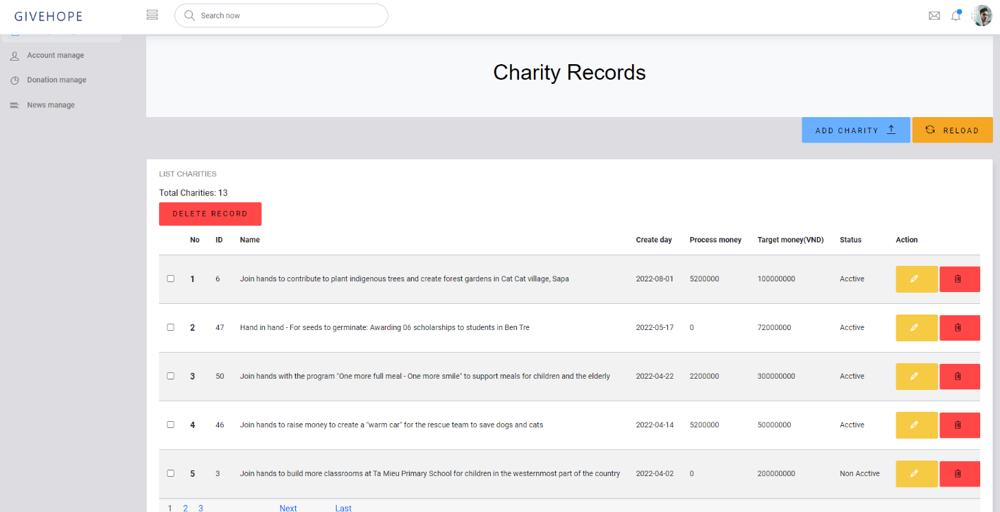 GIVEHOPE
Search now
Account manage
Donation manage
News manage
Charity Records
ADD CHARITY
RELOAD
LIST CHARITIES
Total Charities: 13
DELETE RECORD
No ID Name Create day Process money Target money(VND) Status Action
1 6 Join hands to contribute to plant indigenous trees and create forest gardens in Cat Cat village, Sapa 2022-08-01 5200000 100000000 Acctive
2 47 Hand in hand - For seeds to germinate: Awarding 06 scholarships to students in Ben Tre 2022-05-17 0 72000000 Acctive
3 50 Join hands with the program "One more full meal - One more smile" to support meals for children and the elderly 2022-04-22 2200000 300000000 Acctive
4 46 Join hands to raise money to create a "warm car" for the rescue team to save dogs and cats 2022-04-14 5200000 50000000 Acctive
5 3 Join hands to build more classrooms at Ta Mieu Primary School for children in the westernmost part of the country 2022-04-02 0 200000000 Non Acctive
1 2 3 Next Last